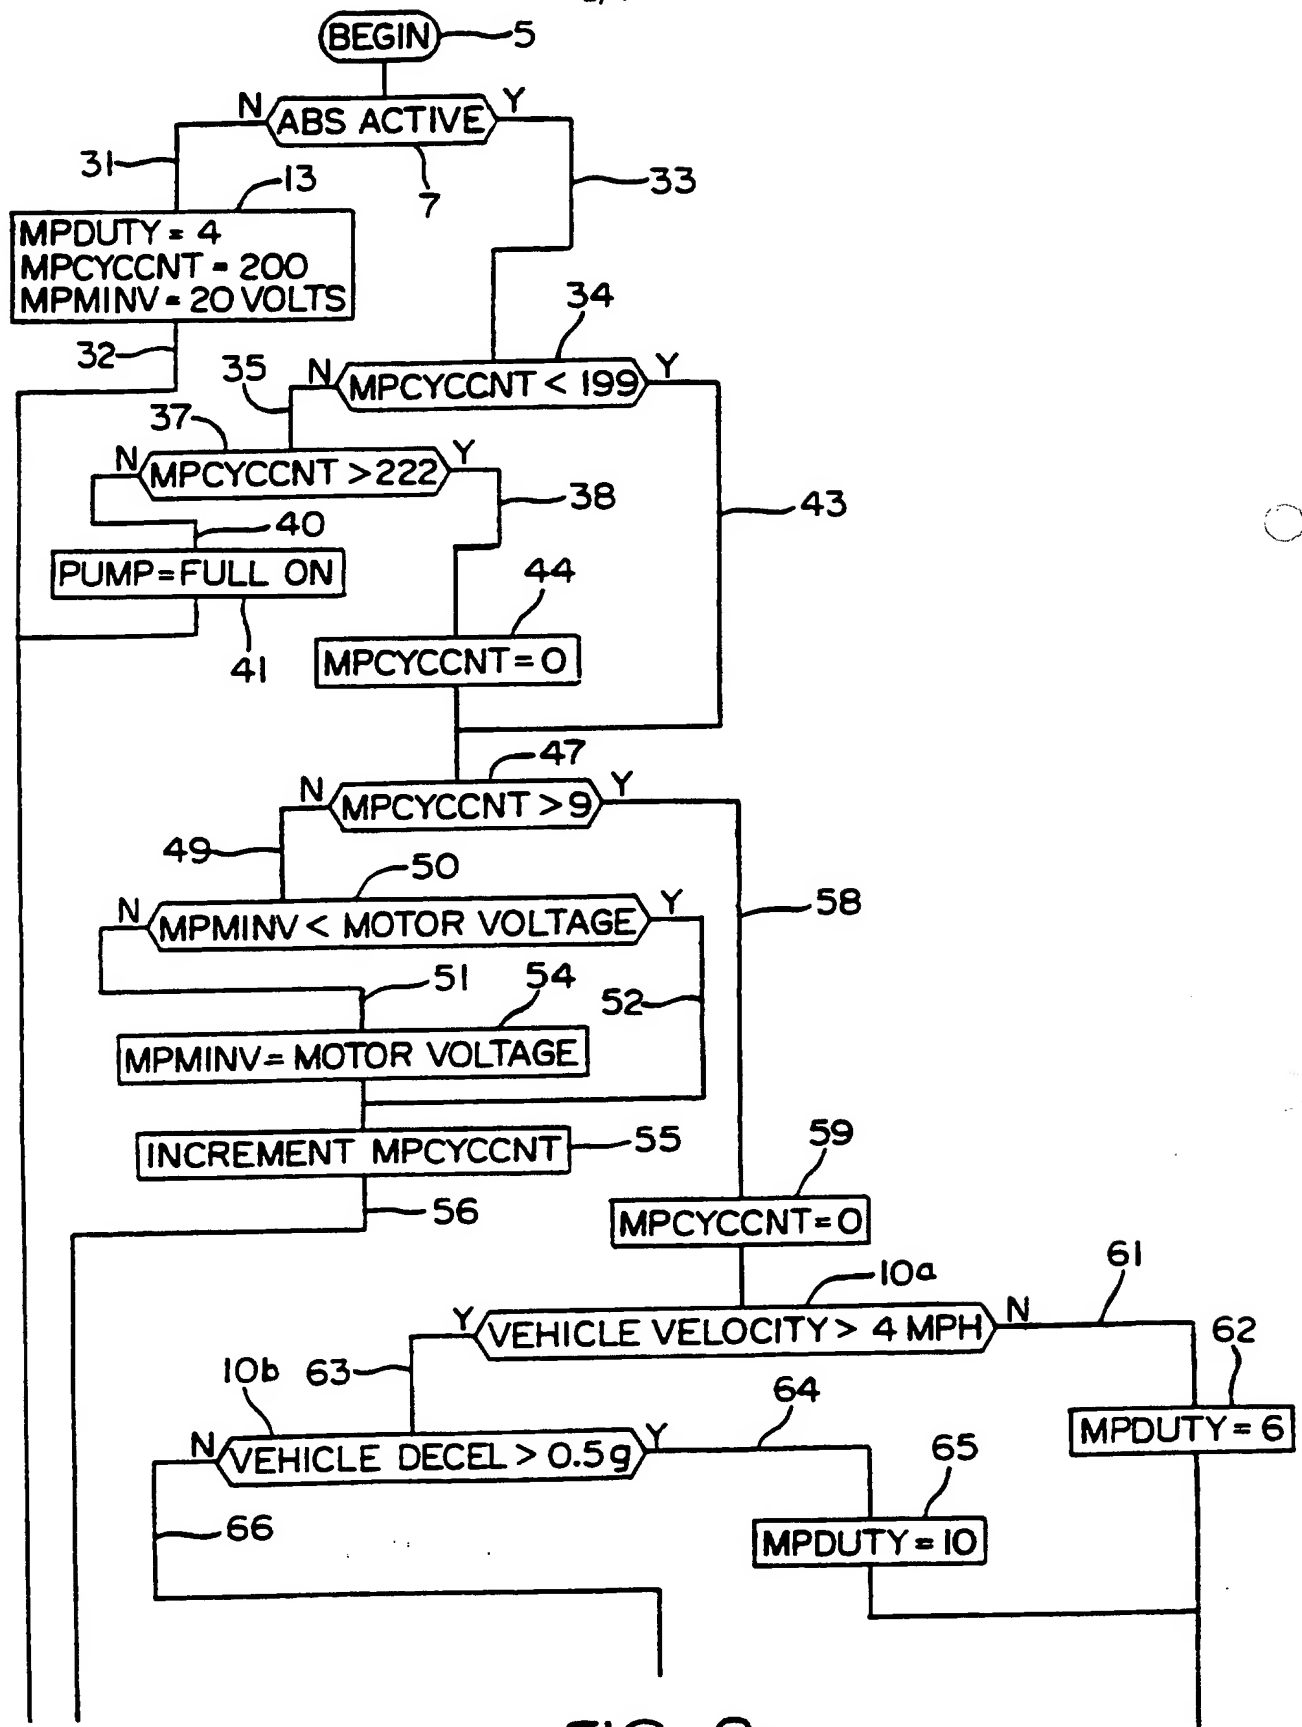 BEGIN 5
N ABS ACTIVE Y
31 13 7 33
MPDUTY = 4
MPCYCCNT = 200
MPMINV = 20 VOLTS
34
32 35 N MPCYCCNT < 199 Y
37
N MPCYCCNT > 222 Y
38 43
40
PUMP = FULL ON
44
41
MPCYCCNT = 0
47
N MPCYCCNT > 9 Y
49
50
N MPMINV < MOTOR VOLTAGE Y
58
51 54 52
MPMINV = MOTOR VOLTAGE
INCREMENT MPCYCCNT 55
59
56
MPCYCCNT = 0
10a 61
Y VEHICLE VELOCITY > 4 MPH N
62
10b 63
64
MPDUTY = 6
N VEHICLE DECEL > 0.5g Y
65
66
MPDUTY = 10